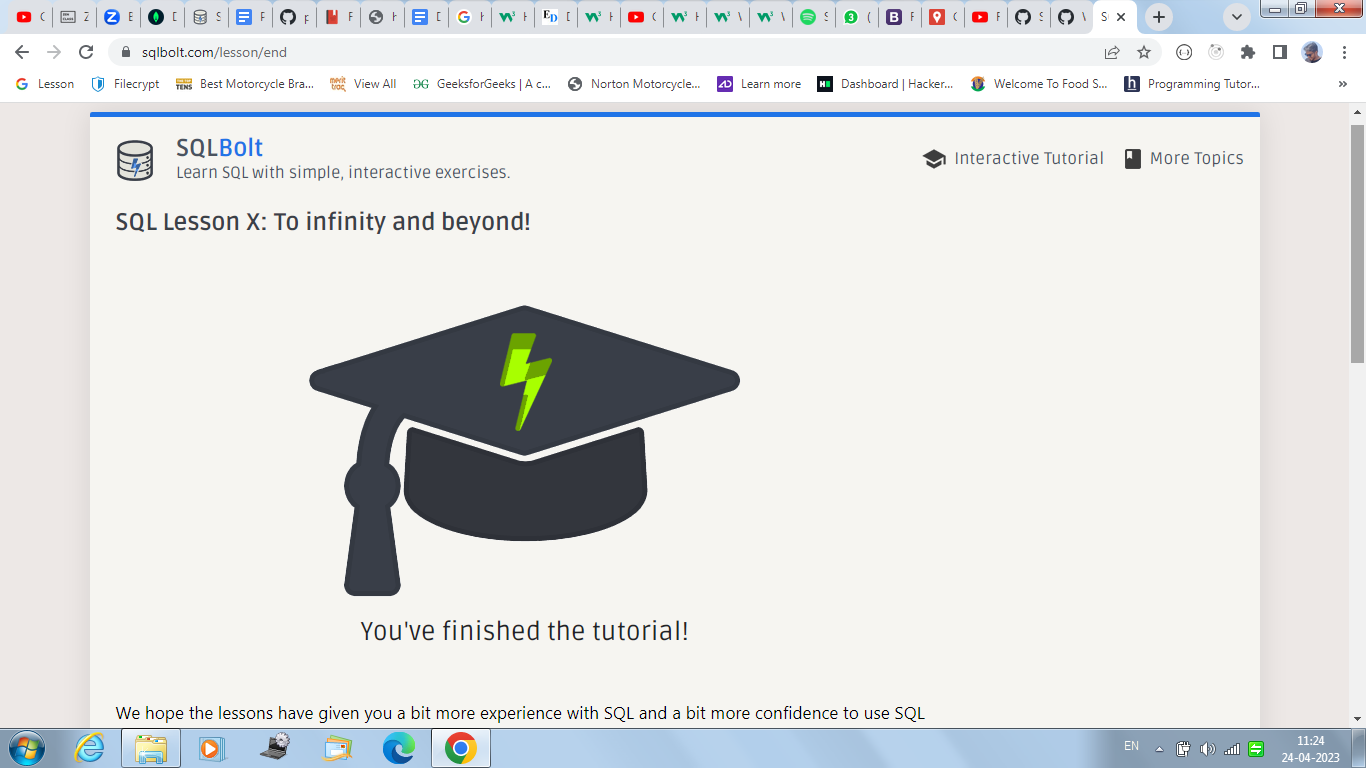 sqlbolt.com/lesson/end
Lesson
Filecrypt
Best Motorcycle Bra...
View All
GeeksforGeeks | A c...
Norton Motorcycle...
Learn more
Dashboard | Hacker...
Welcome To Food S...
Programming Tutor...
SQLBolt
Learn SQL with simple, interactive exercises.
Interactive Tutorial
More Topics
SQL Lesson X: To infinity and beyond!
You've finished the tutorial!
We hope the lessons have given you a bit more experience with SQL and a bit more confidence to use SQL
EN
11:24
24-04-2023